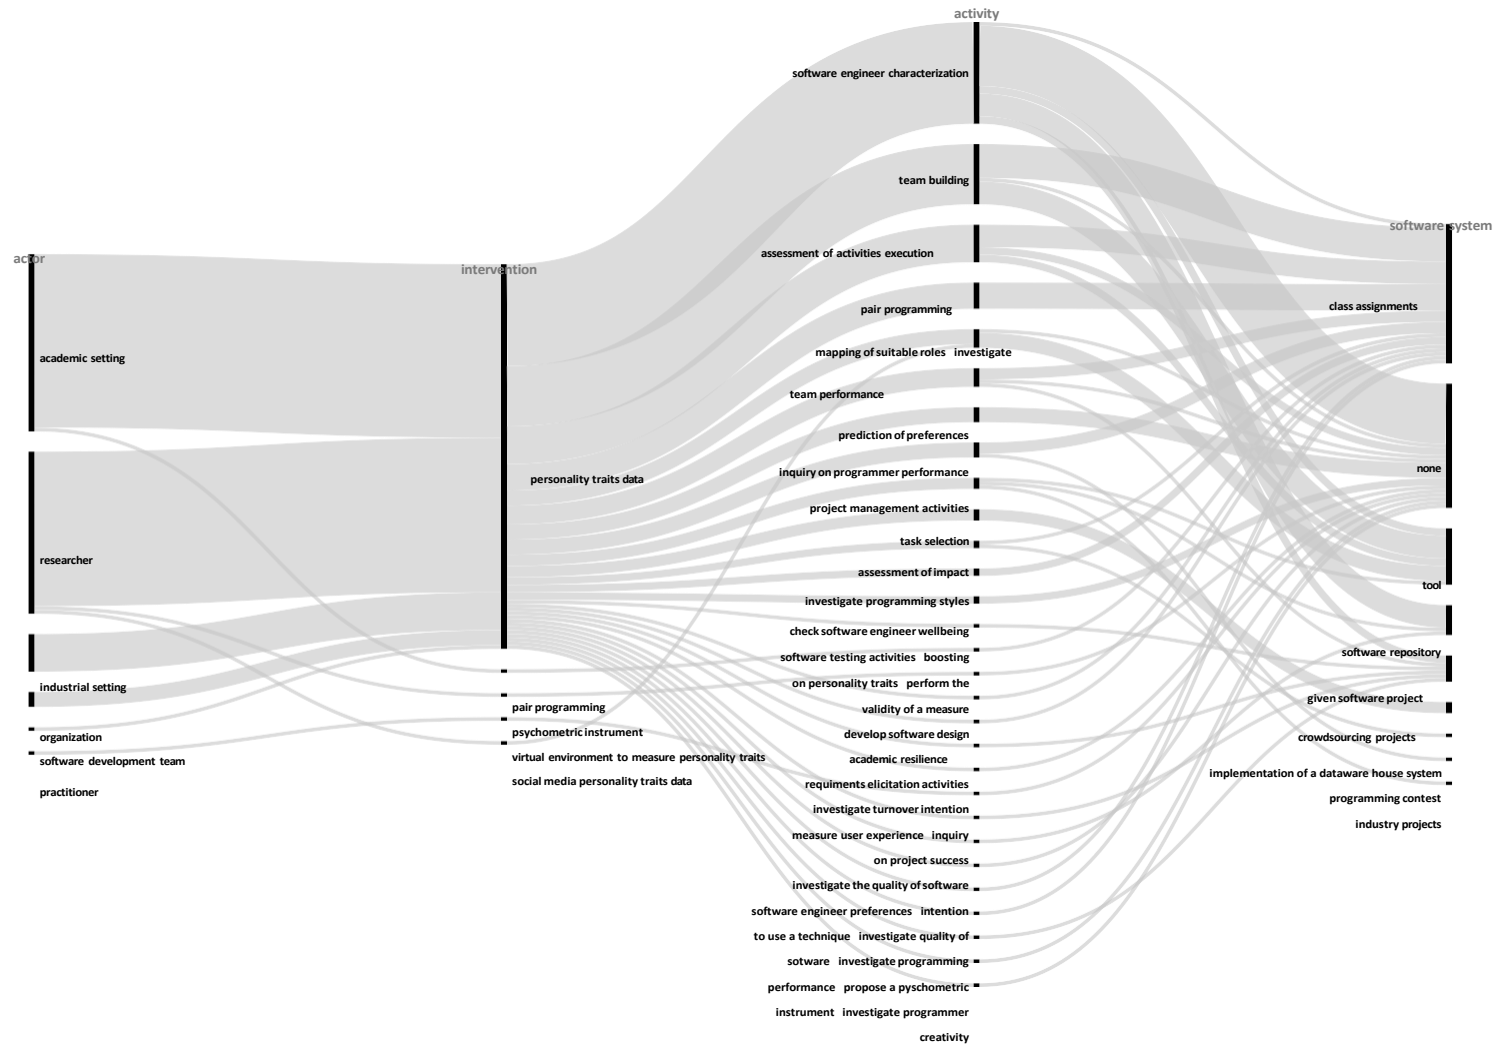 activity
software engineer characterization
team building
software system
assessment of activities execution
actor
intervention
class assignments
pair programming
mapping of suitable roles investigate
academic setting
team performance
prediction of preferences
none
inquiry on programmer performance
personality traits data
project management activities
task selection
researcher
assessment of impact
tool
investigate programming styles
check software engineer wellbeing
software repository
software testing activities boosting
on personality traits perform the
industrial setting
given software project
pair programming
validity of a measure
psychometric instrument
develop software design
organization
crowdsourcing projects
virtual environment to measure personality traits
academic resilience
software development team
implementation of a dataware house system
social media personality traits data
requiments elicitation activities
practitioner
programming contest
investigate turnover intention
industry projects
measure user experience inquiry
on project success
investigate the quality of software
software engineer preferences intention
to use a technique investigate quality of
sotware investigate programming
performance propose a pyschometric
instrument investigate programmer
creativity